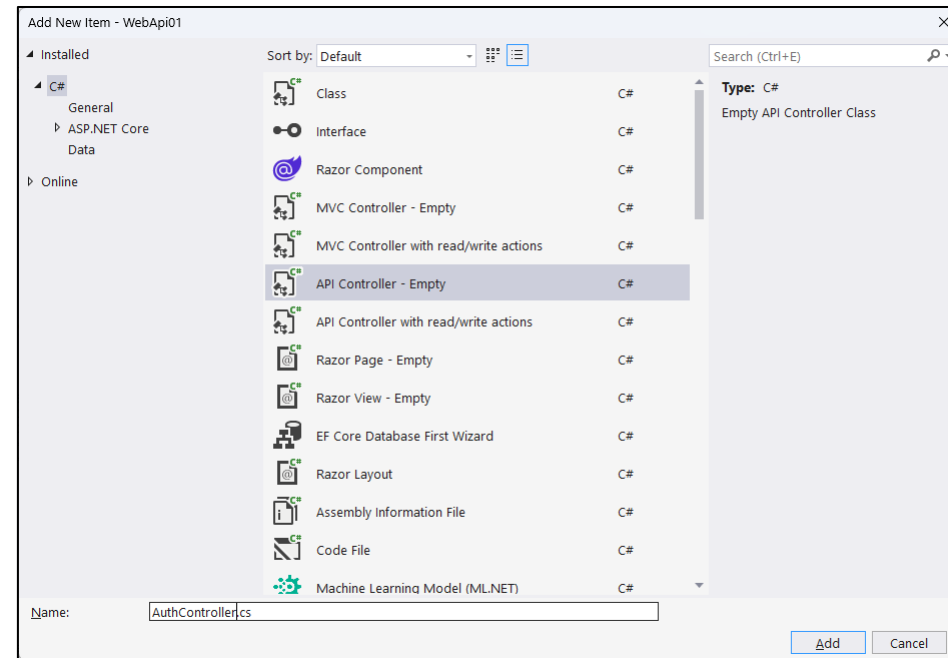 Add New Item - WebApi01
Installed
C#
General
ASP.NET Core
Data
Online
Sort by: Default
Class C#
Interface C#
Razor Component C#
MVC Controller - Empty C#
MVC Controller with read/write actions C#
API Controller - Empty C#
API Controller with read/write actions C#
Razor Page - Empty C#
Razor View - Empty C#
EF Core Database First Wizard C#
Razor Layout C#
Assembly Information File C#
Code File C#
Machine Learning Model (ML.NET) C#
Search (Ctrl+E)
Type: C#
Empty API Controller Class
Name: AuthController.cs
Add Cancel